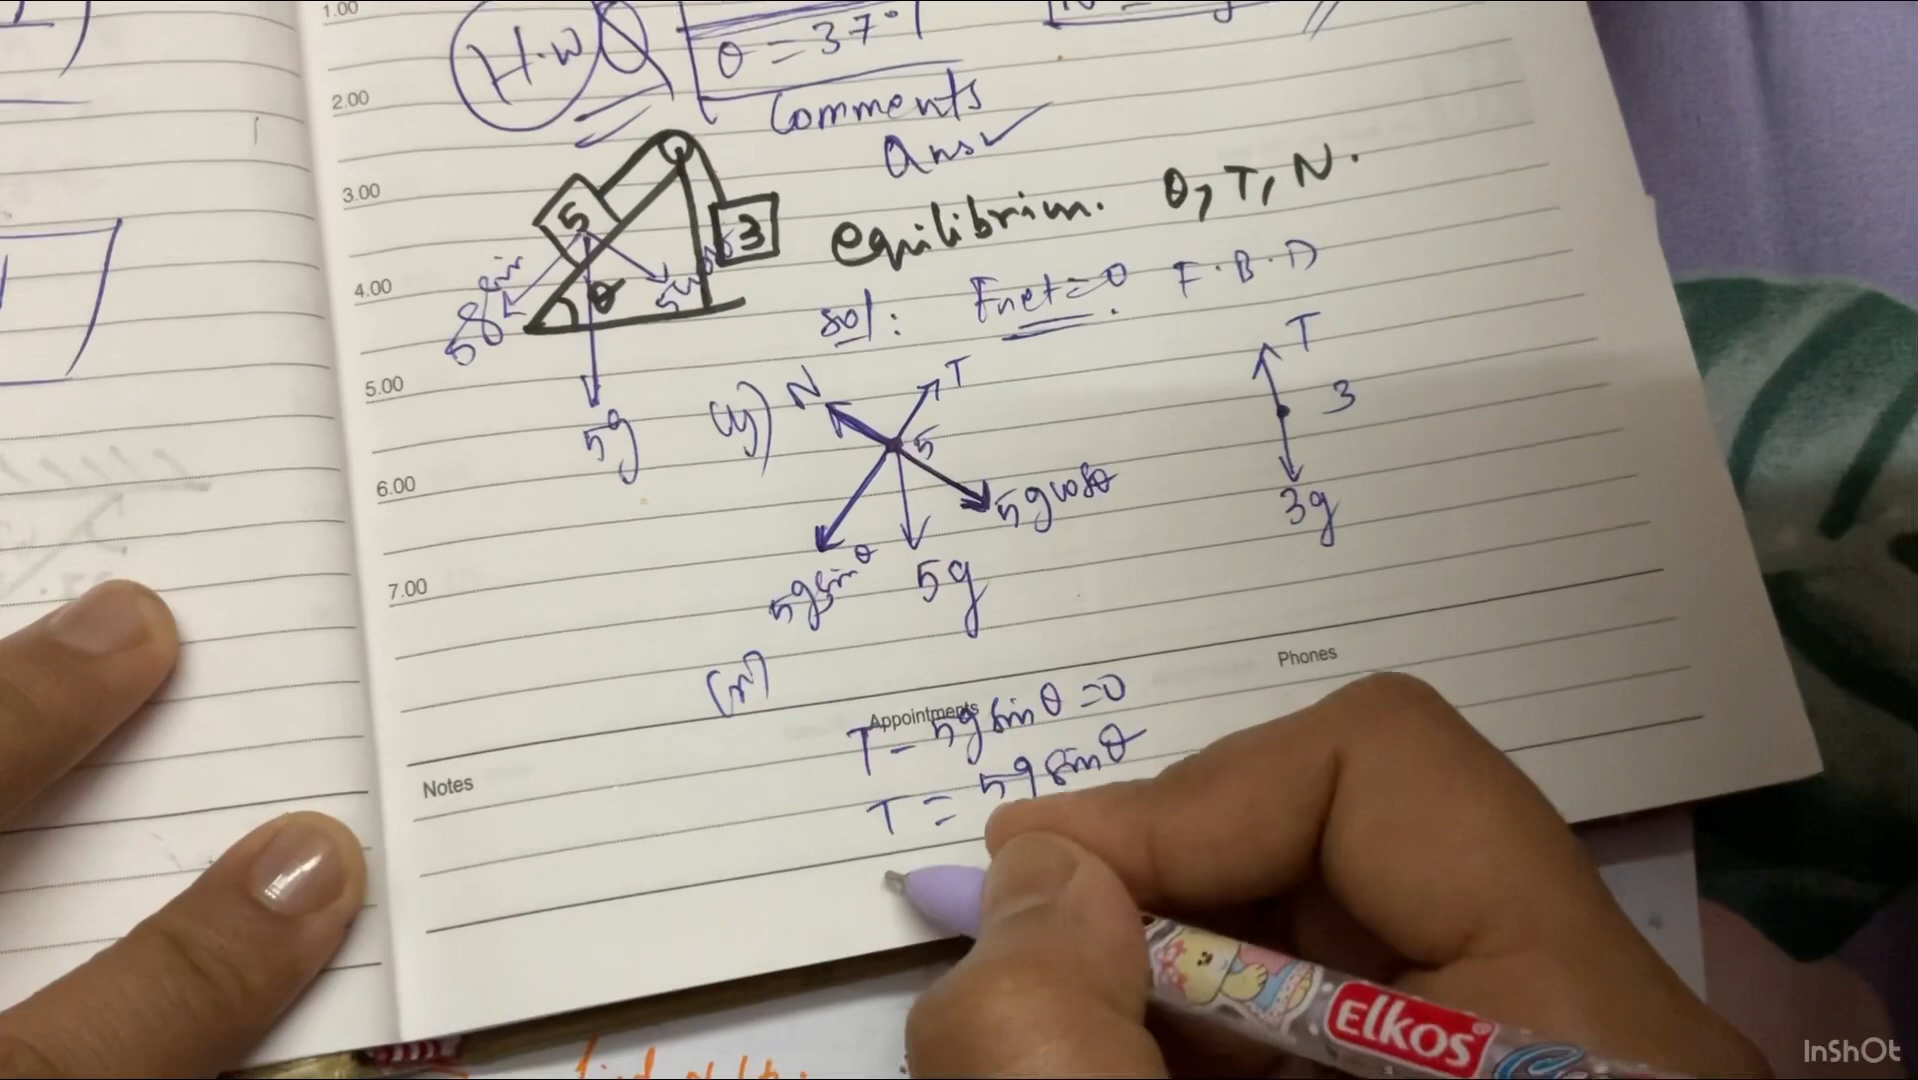 1.00
H.W Q
θ = 37°
2.00
Comments
Ans ✓
3.00
5
3
equilibrium. θ, T, N.
4.00
θ
5g sin
sol: Fnet=0 F.B.D
5.00
5g
(y)
N
T
5
5g cosθ
T
3
3g
6.00
5g sinθ
5g
7.00
(x)
Phones
Appointments
T - 5g sinθ = 0
Notes
T = 5g sinθ
Elkos
InShOt